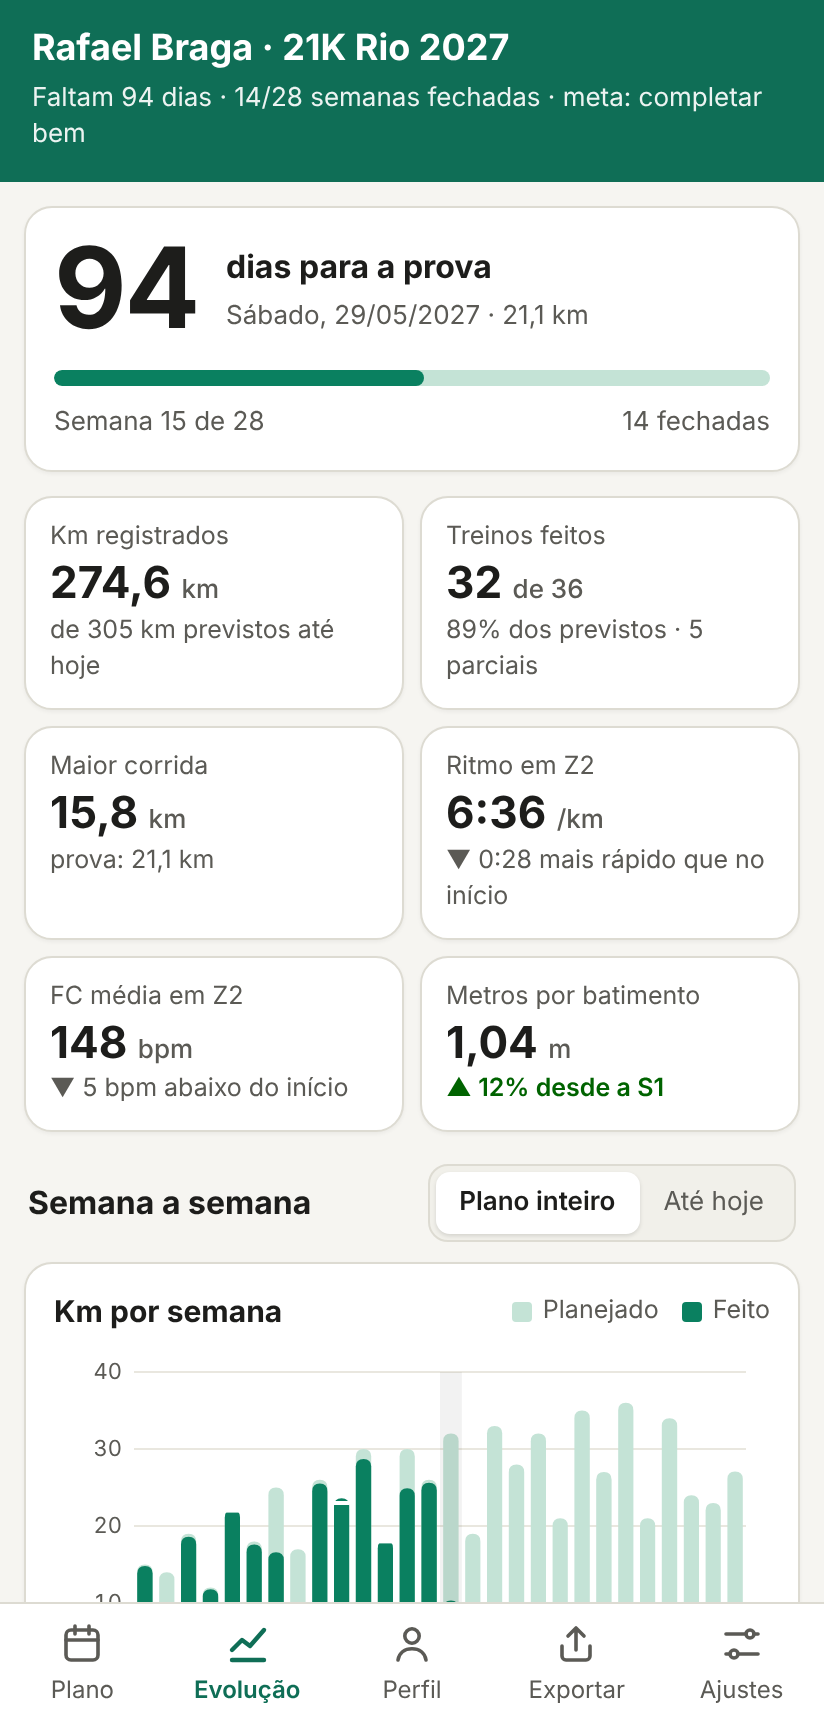 Rafael Braga · 21K Rio 2027
Faltam 94 dias · 14/28 semanas fechadas · meta: completar
bem
94
dias para a prova
Sábado, 29/05/2027 · 21,1 km
Semana 15 de 28
14 fechadas
Km registrados
274,6 km
de 305 km previstos até
hoje
Treinos feitos
32 de 36
89% dos previstos · 5
parciais
Maior corrida
15,8 km
prova: 21,1 km
Ritmo em Z2
6:36 /km
▼ 0:28 mais rápido que no
início
FC média em Z2
148 bpm
▼ 5 bpm abaixo do início
Metros por batimento
1,04 m
▲ 12% desde a S1
Semana a semana
Plano inteiro
Até hoje
Km por semana
Planejado
Feito
40
30
20
10
Plano
Evolução
Perfil
Exportar
Ajustes